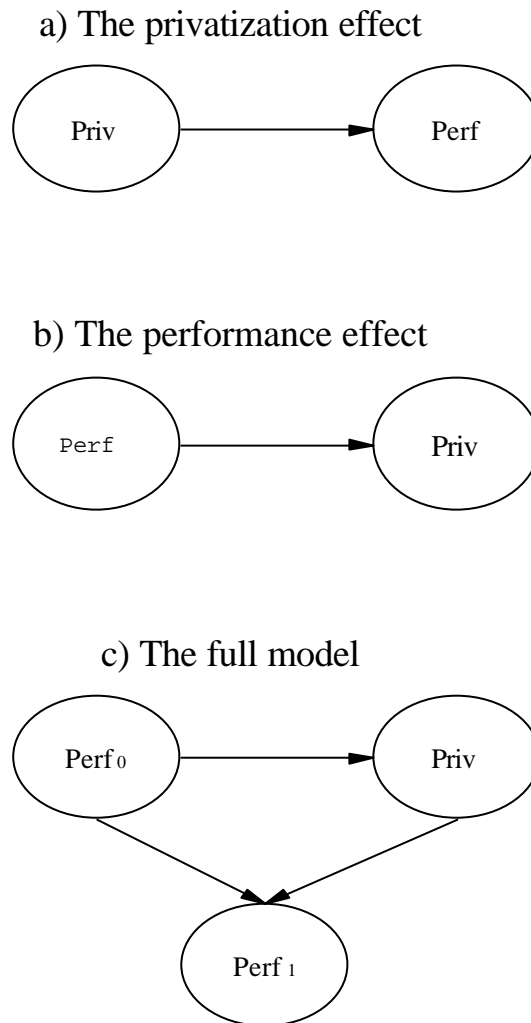 a) The privatization effect
Priv
Perf
b) The performance effect
Perf
Priv
c) The full model
Perf 0
Priv
Perf 1